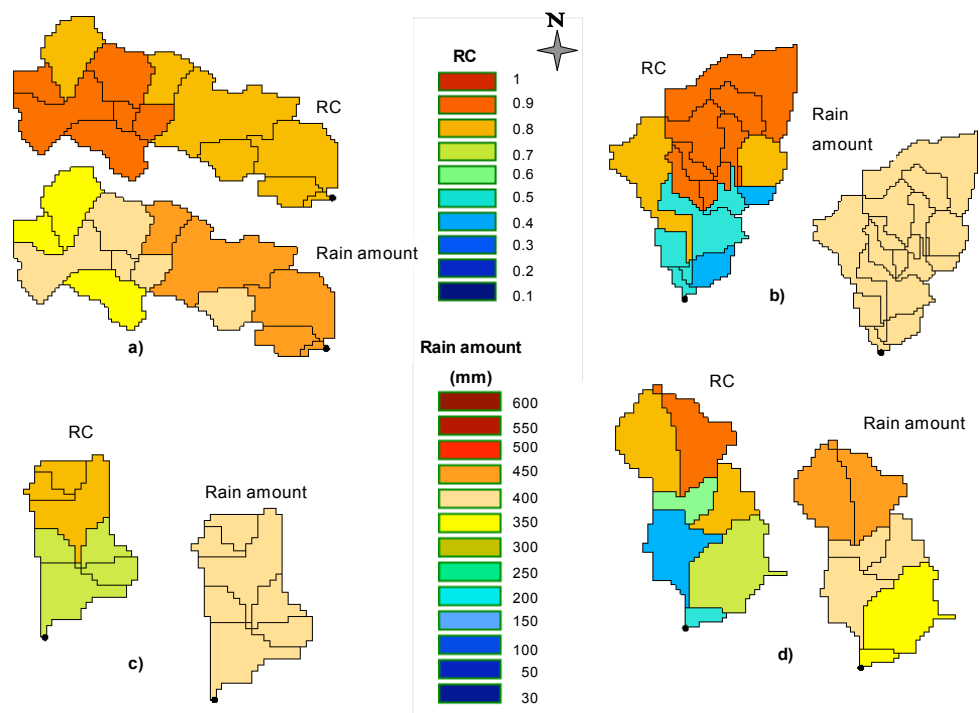 RC
Rain amount
a)
N
RC
1
0.9
0.8
0.7
0.6
0.5
0.4
0.3
0.2
0.1
RC
Rain
amount
b)
Rain amount
(mm)
600
550
500
450
400
350
300
250
200
150
100
50
30
RC
Rain amount
c)
RC
Rain amount
d)